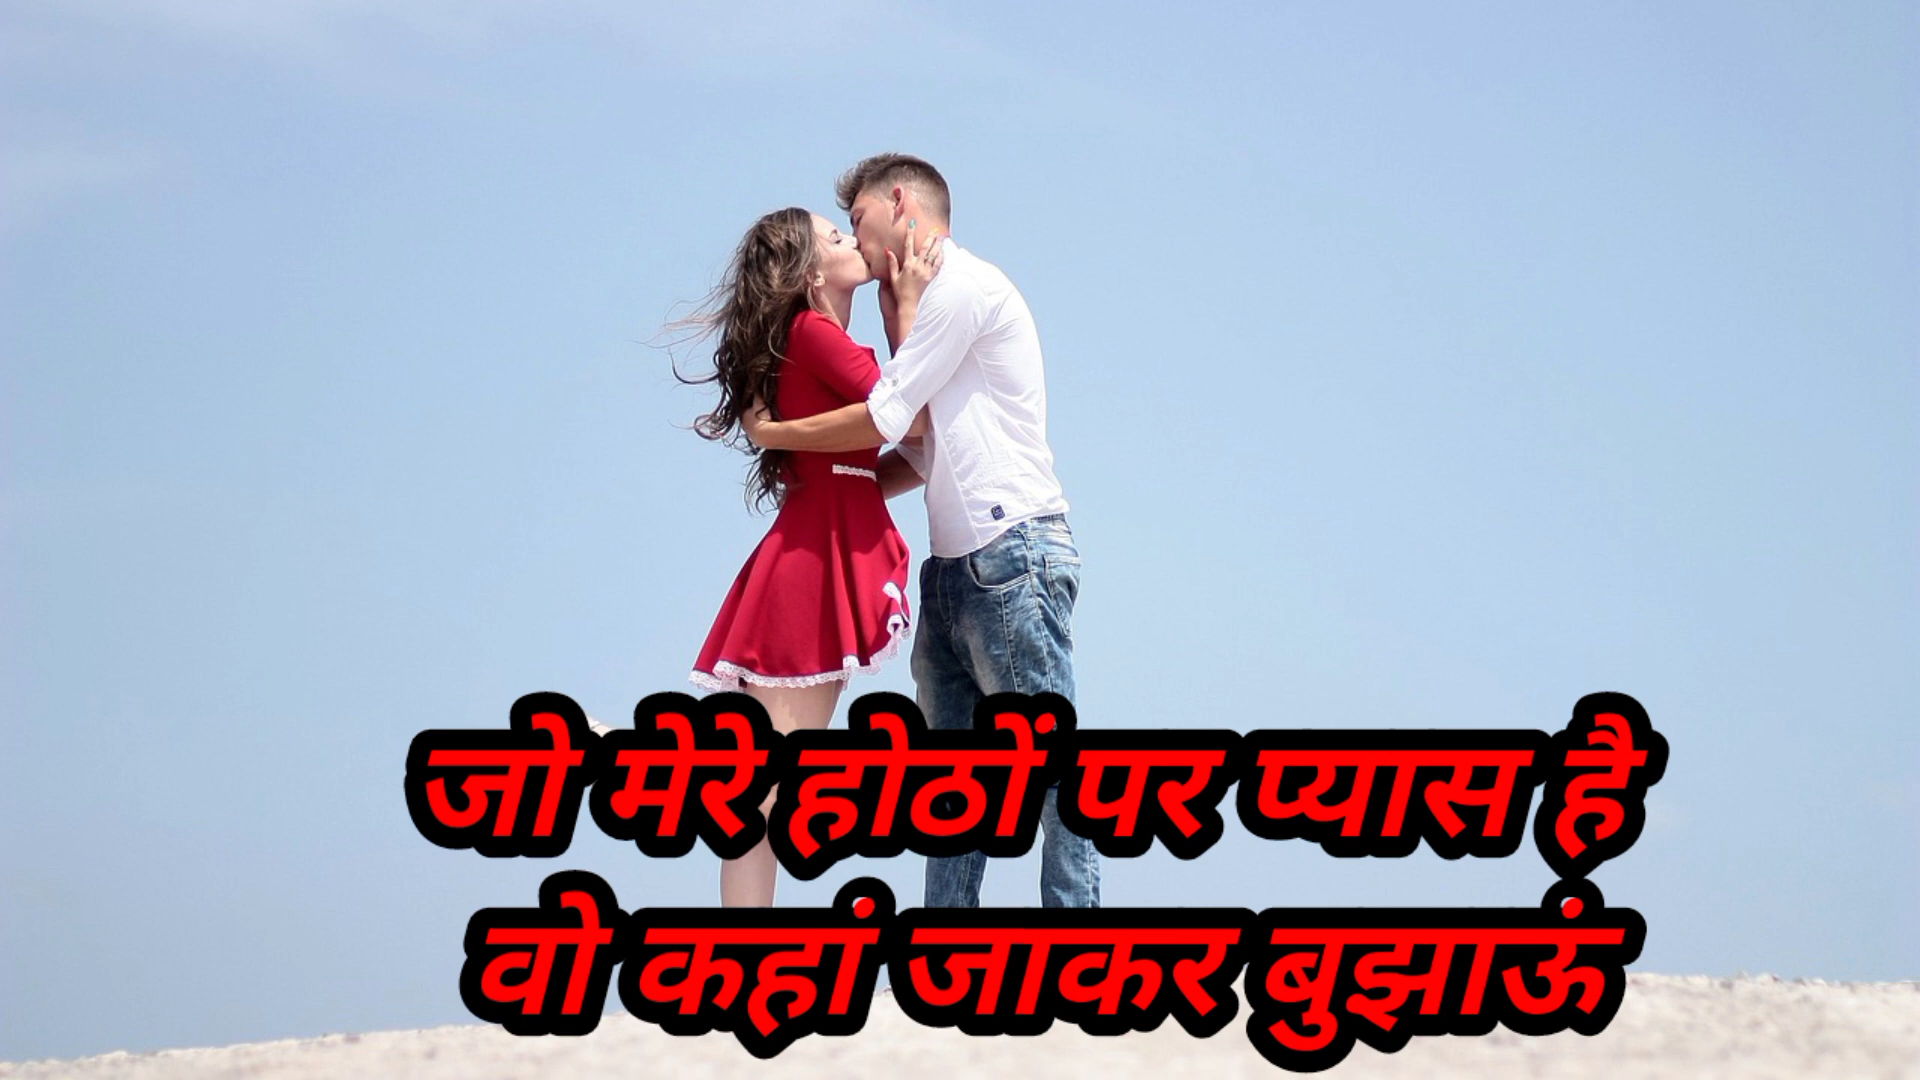 जो मेरे होठों पर प्यास है
वो कहां जाकर बुझाऊं